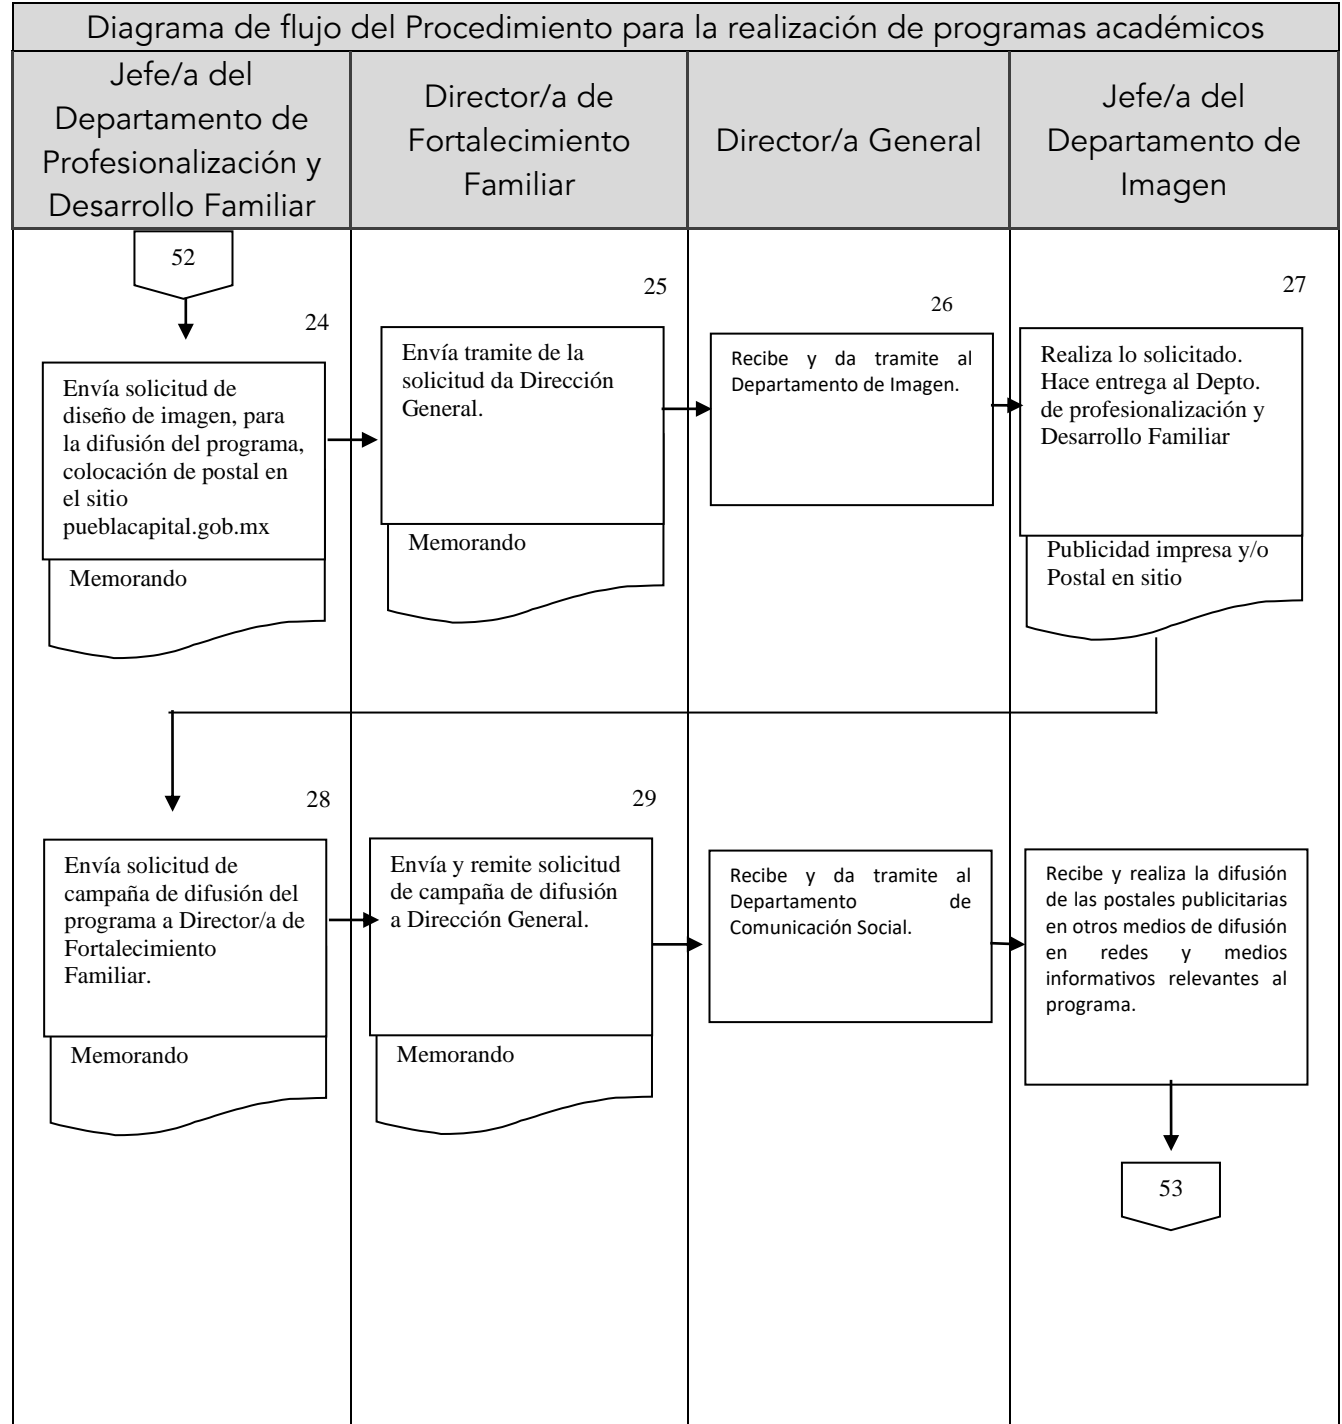 Diagrama de flujo del Procedimiento para la realización de programas académicos
Jefe/a del
Departamento de
Profesionalización y
Desarrollo Familiar
Director/a de
Fortalecimiento
Familiar
Director/a General
Jefe/a del
Departamento de
Imagen
52
24
Envía solicitud de
diseño de imagen, para
la difusión del programa,
colocación de postal en
el sitio
pueblacapital.gob.mx
Memorando
25
Envía tramite de la
solicitud da Dirección
General.
Memorando
26
Recibe y da tramite al
Departamento de Imagen.
27
Realiza lo solicitado.
Hace entrega al Depto.
de profesionalización y
Desarrollo Familiar
Publicidad impresa y/o
Postal en sitio
28
Envía solicitud de
campaña de difusión del
programa a Director/a de
Fortalecimiento
Familiar.
Memorando
29
Envía y remite solicitud
de campaña de difusión
a Dirección General.
Memorando
Recibe y da tramite al
Departamento de
Comunicación Social.
Recibe y realiza la difusión
de las postales publicitarias
en otros medios de difusión
en redes y medios
informativos relevantes al
programa.
53